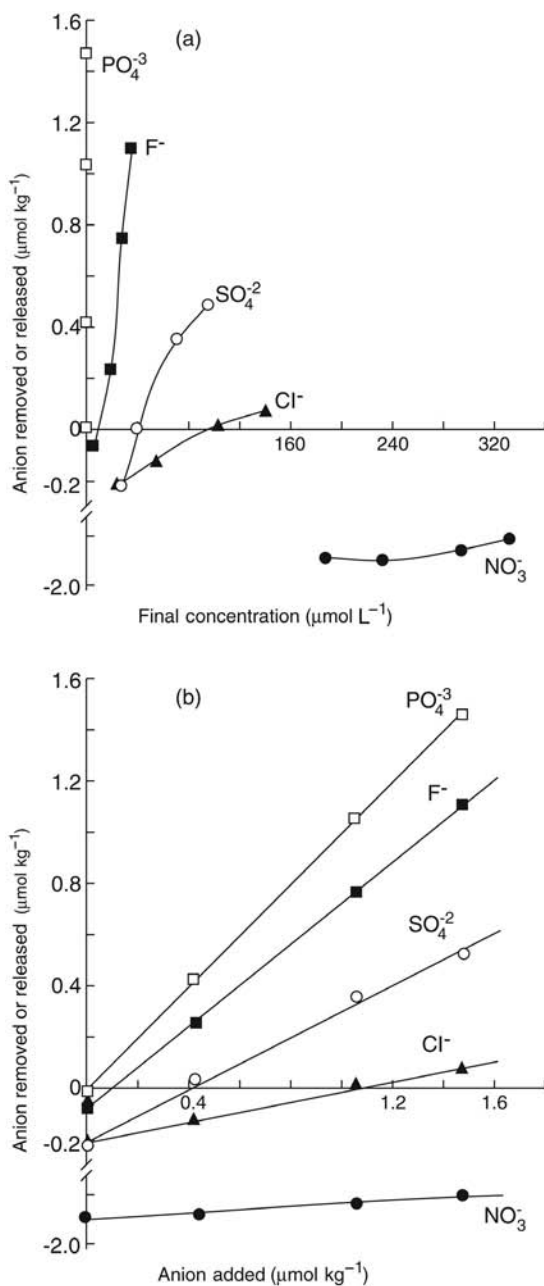 1.6
(a)
PO₄⁻³
1.2
F⁻
0.8
SO₄⁻²
0.4
Cl⁻
0
160 240 320
-0.2
NO₃⁻
-2.0
Anion removed or released (μmol kg⁻¹)
Final concentration (μmol L⁻¹)
1.6
(b)
PO₄⁻³
1.2
F⁻
0.8
SO₄⁻²
0.4
Cl⁻
0
0.4 1.2 1.6
-0.2
NO₃⁻
-2.0
Anion removed or released (μmol kg⁻¹)
Anion added (μmol kg⁻¹)